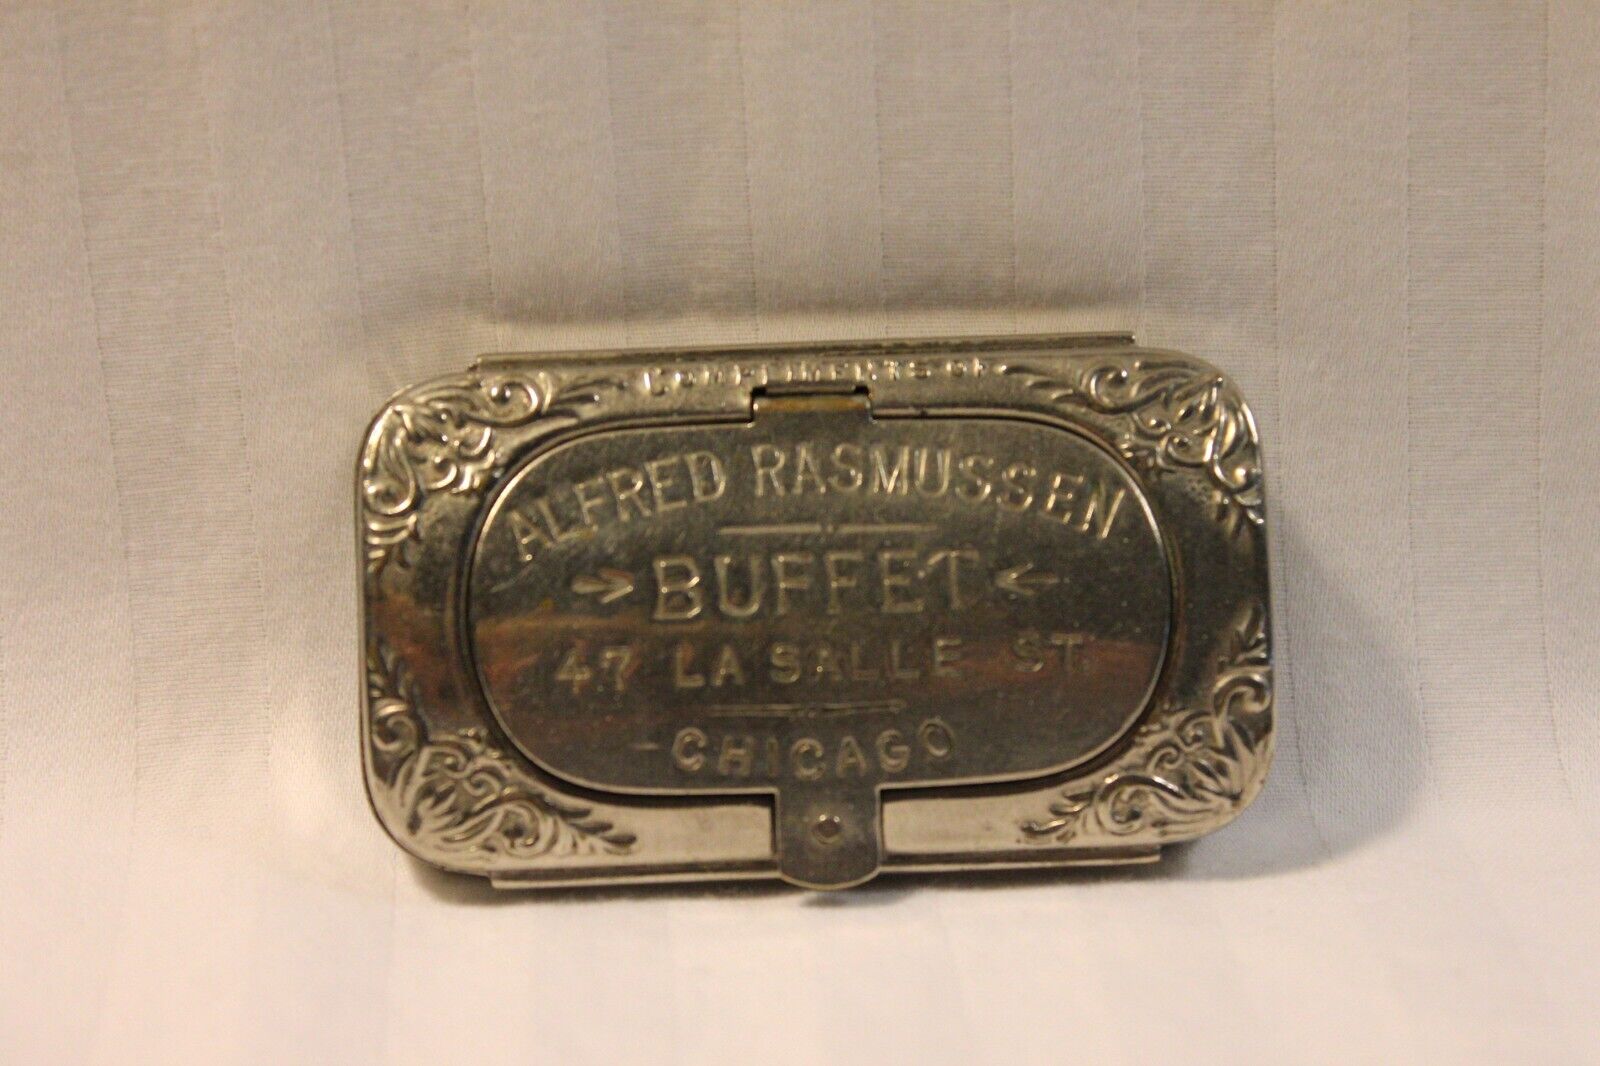 COMPLIMENTS OF
ALFRED RASMUSSEN
BUFFET
47 LA SALLE ST.
CHICAGO